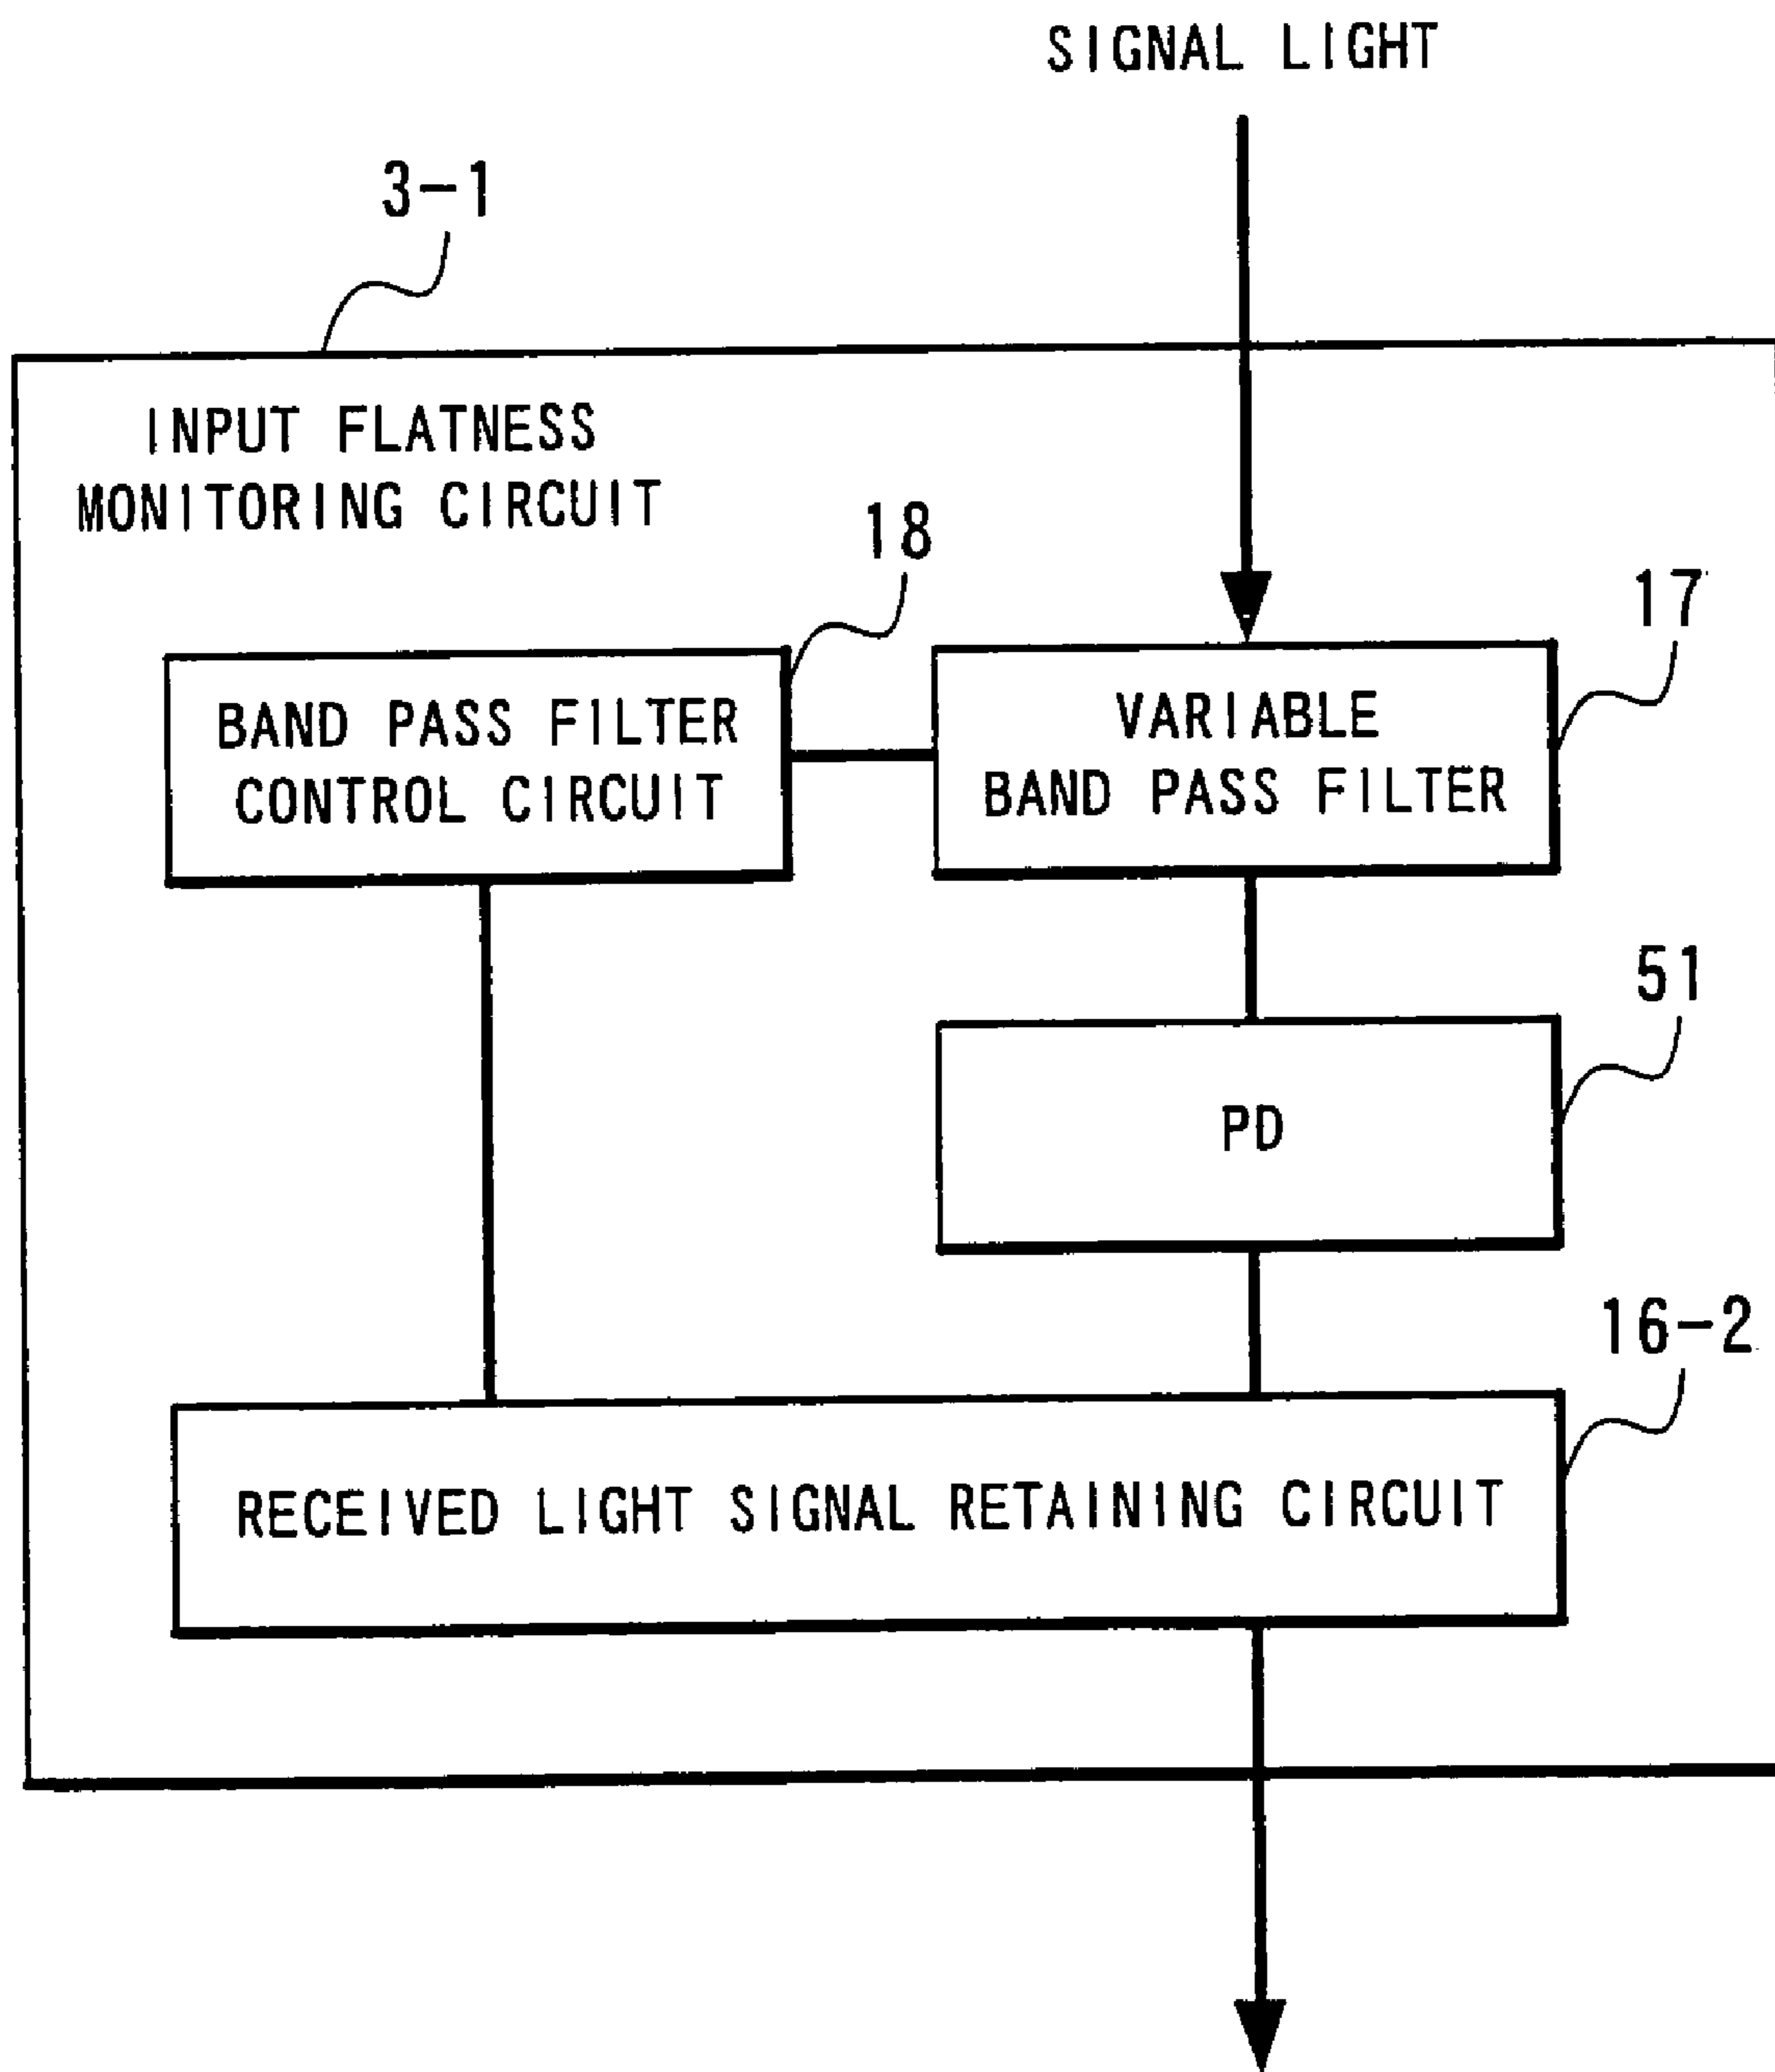 SIGNAL LIGHT
3-1
INPUT FLATNESS
MONITORING CIRCUIT
18
17
BAND PASS FILTER
CONTROL CIRCUIT
VARIABLE
BAND PASS FILTER
51
PD
16-2
RECEIVED LIGHT SIGNAL RETAINING CIRCUIT